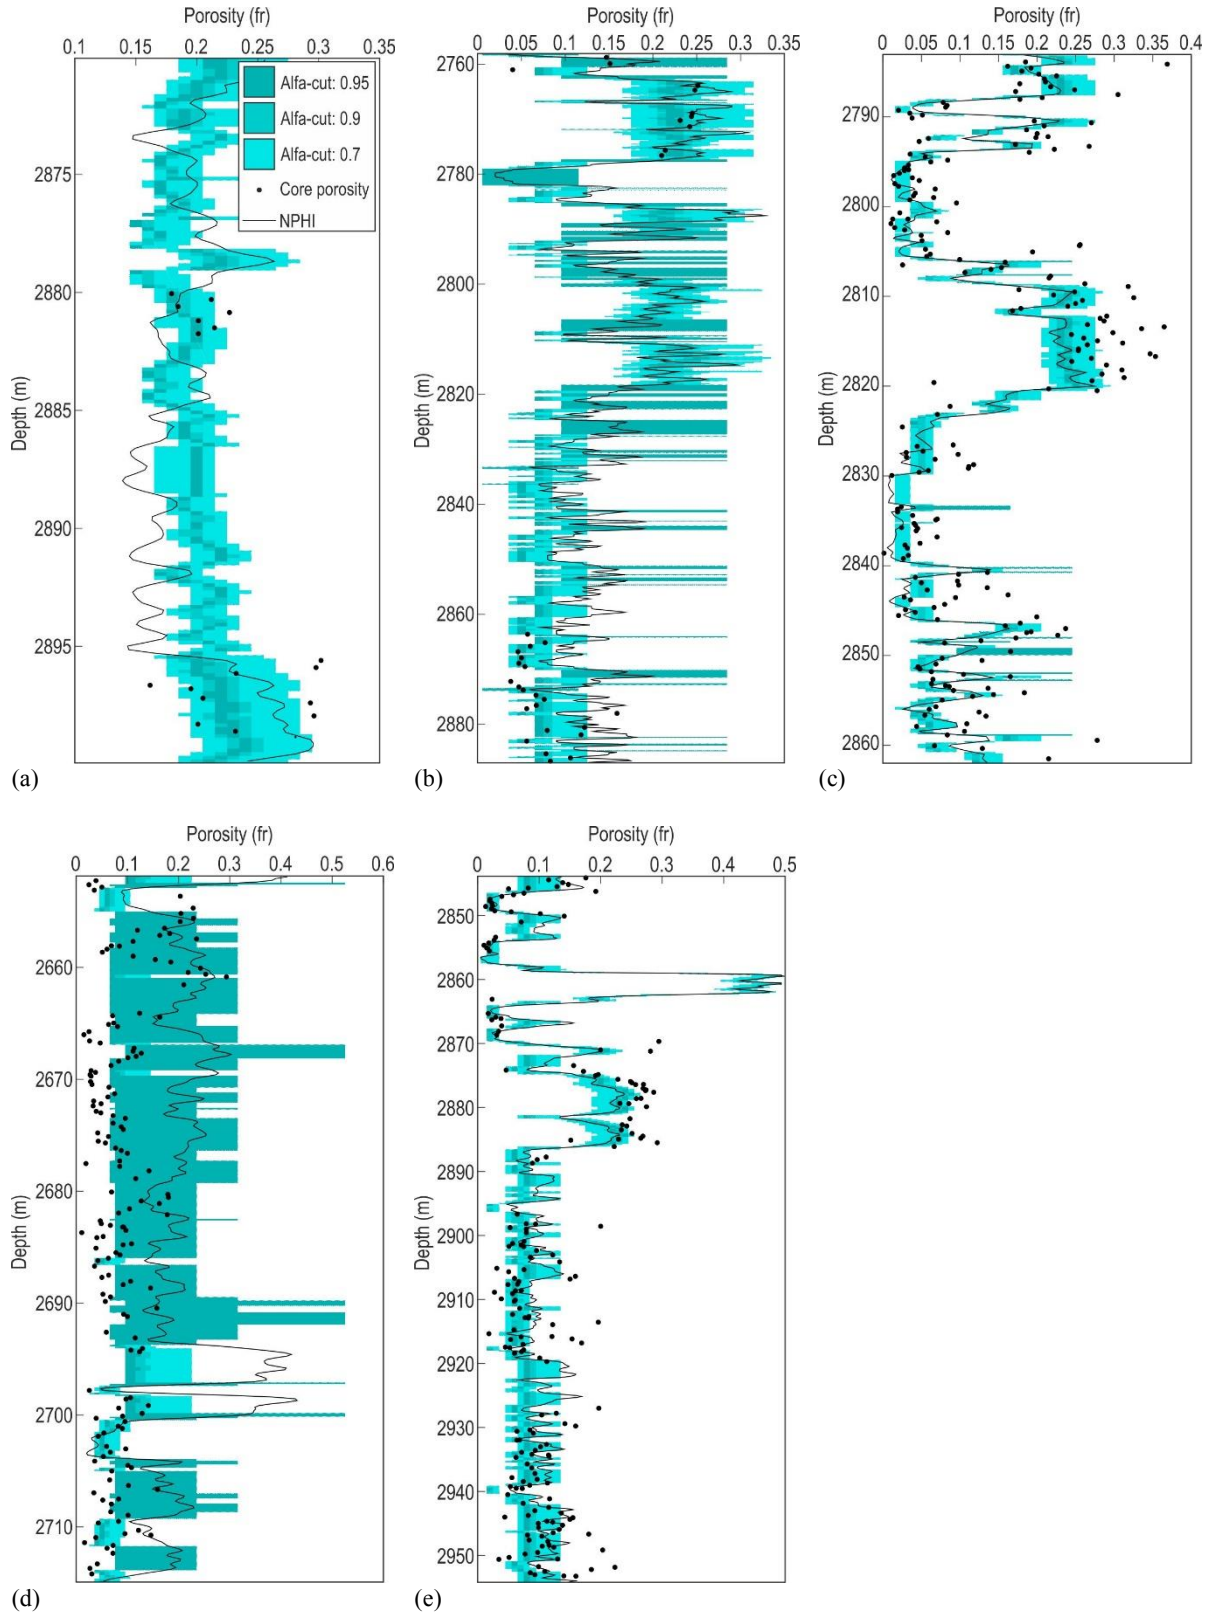 Porosity (fr)
0.1 0.15 0.2 0.25 0.3 0.35
Alfa-cut: 0.95
Alfa-cut: 0.9
Alfa-cut: 0.7
Core porosity
NPHI
2875
2880
2885
2890
2895
Depth (m)
(a)
Porosity (fr)
0 0.05 0.1 0.15 0.2 0.25 0.3 0.35
2760
2780
2800
2820
2840
2860
2880
Depth (m)
(b)
Porosity (fr)
0 0.05 0.1 0.15 0.2 0.25 0.3 0.35 0.4
2790
2800
2810
2820
2830
2840
2850
2860
Depth (m)
(c)
Porosity (fr)
0 0.1 0.2 0.3 0.4 0.5 0.6
2660
2670
2680
2690
2700
2710
Depth (m)
(d)
Porosity (fr)
0 0.1 0.2 0.3 0.4 0.5
2850
2860
2870
2880
2890
2900
2910
2920
2930
2940
2950
Depth (m)
(e)